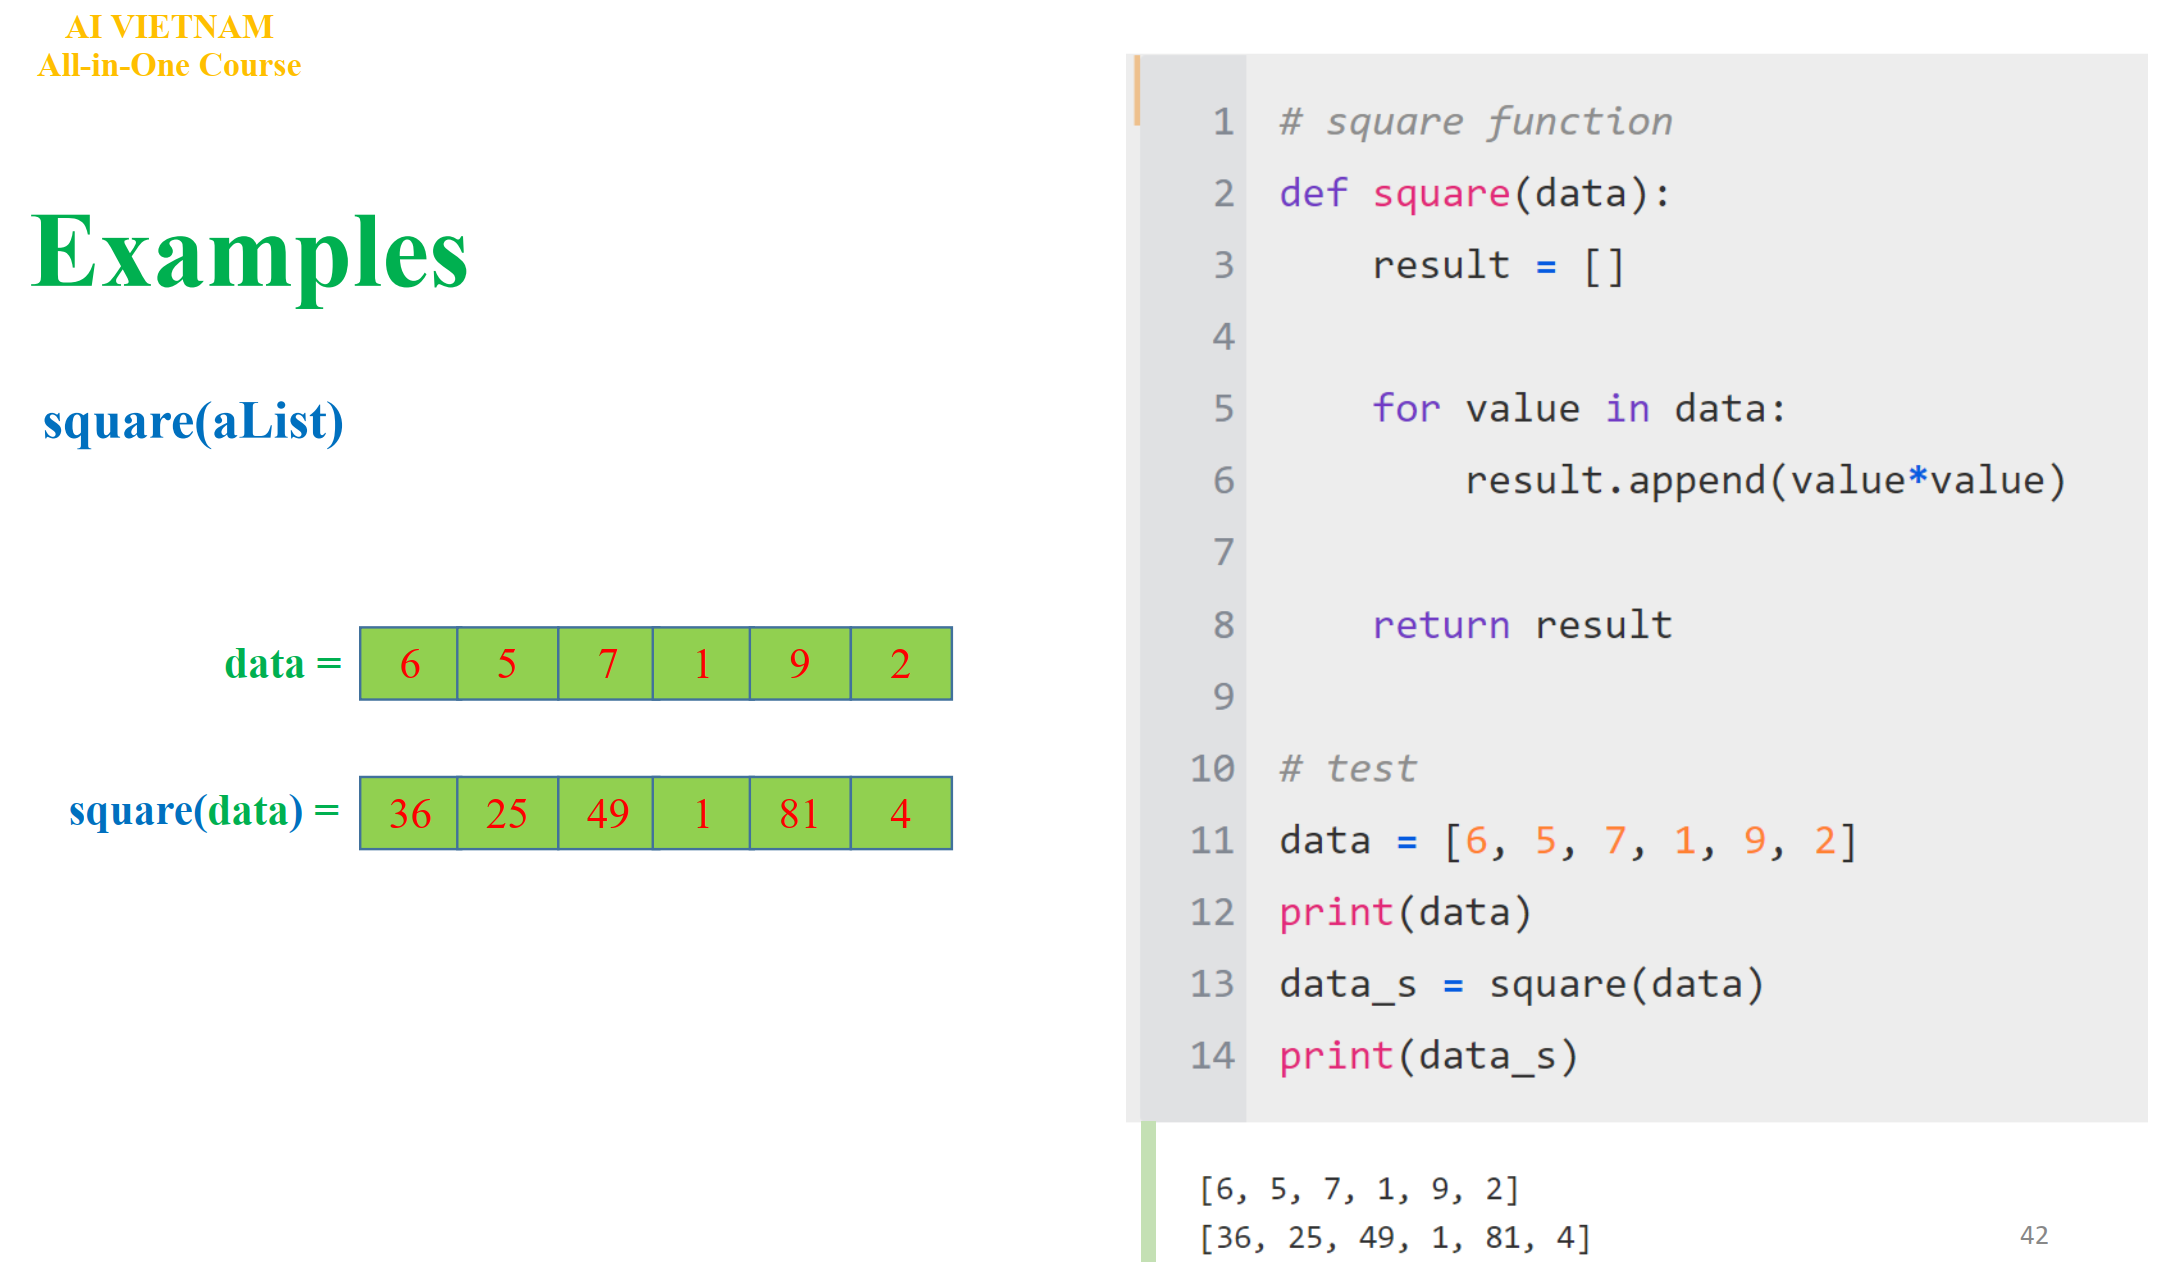 AI VIETNAM
All-in-One Course
Examples
square(aList)
data = 6 5 7 1 9 2
square(data) = 36 25 49 1 81 4
1 # square function
2 def square(data):
3     result = []
4
5     for value in data:
6         result.append(value*value)
7
8     return result
9
10 # test
11 data = [6, 5, 7, 1, 9, 2]
12 print(data)
13 data_s = square(data)
14 print(data_s)
[6, 5, 7, 1, 9, 2]
[36, 25, 49, 1, 81, 4]
42